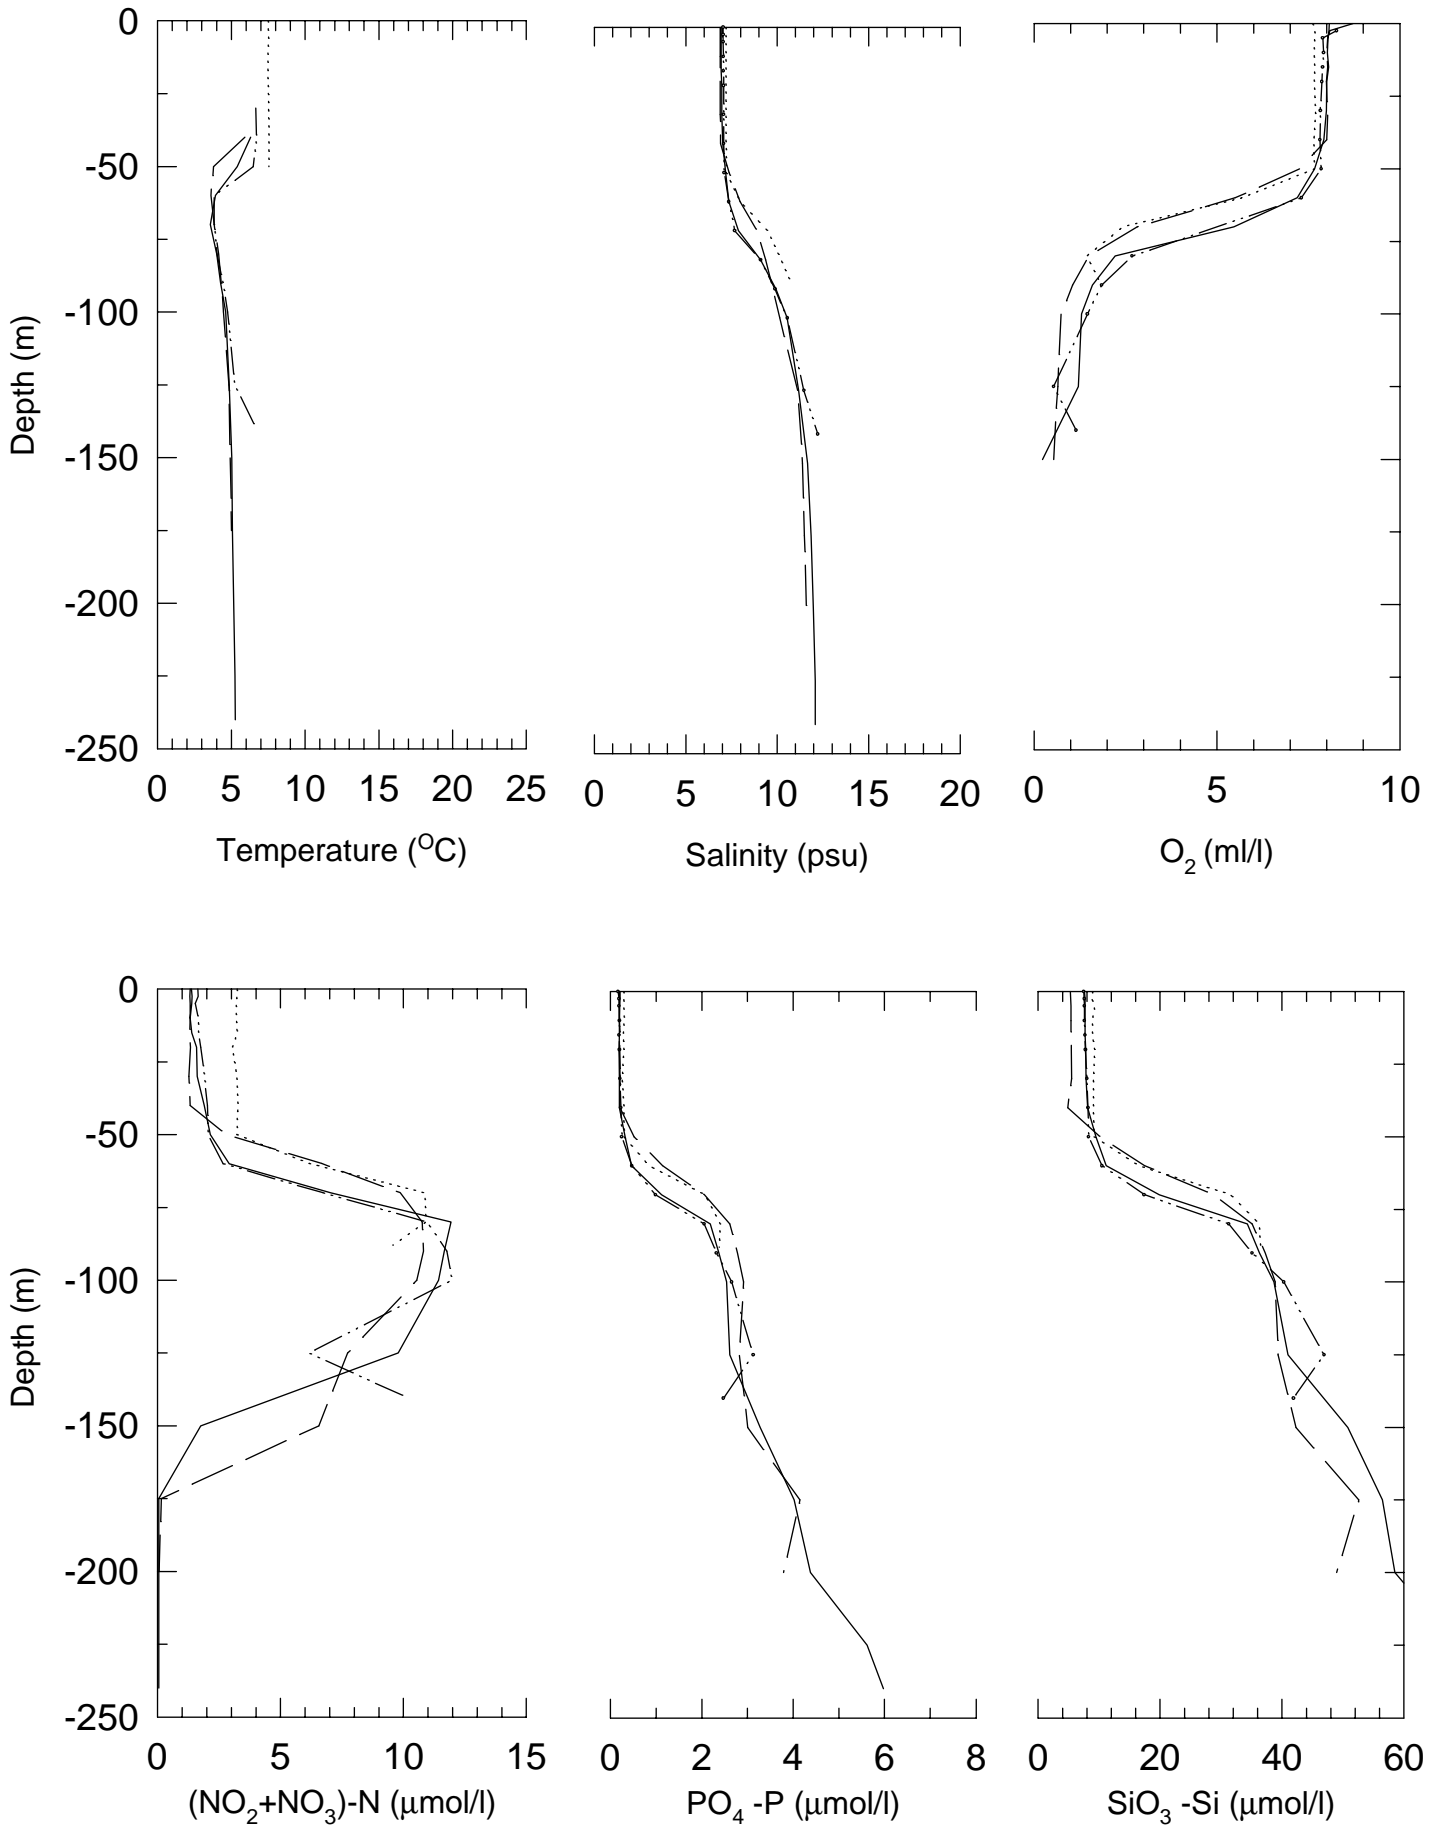 0
-50
-100
-150
-200
-250
Depth (m)
0 5 10 15 20 25
Temperature (OC)
0 5 10 15 20
Salinity (psu)
0 5 10
O2 (ml/l)
0
-50
-100
-150
-200
-250
Depth (m)
0 5 10 15
(NO2+NO3)-N (μmol/l)
0 2 4 6 8
PO4 -P (μmol/l)
0 20 40 60
SiO3 -Si (μmol/l)